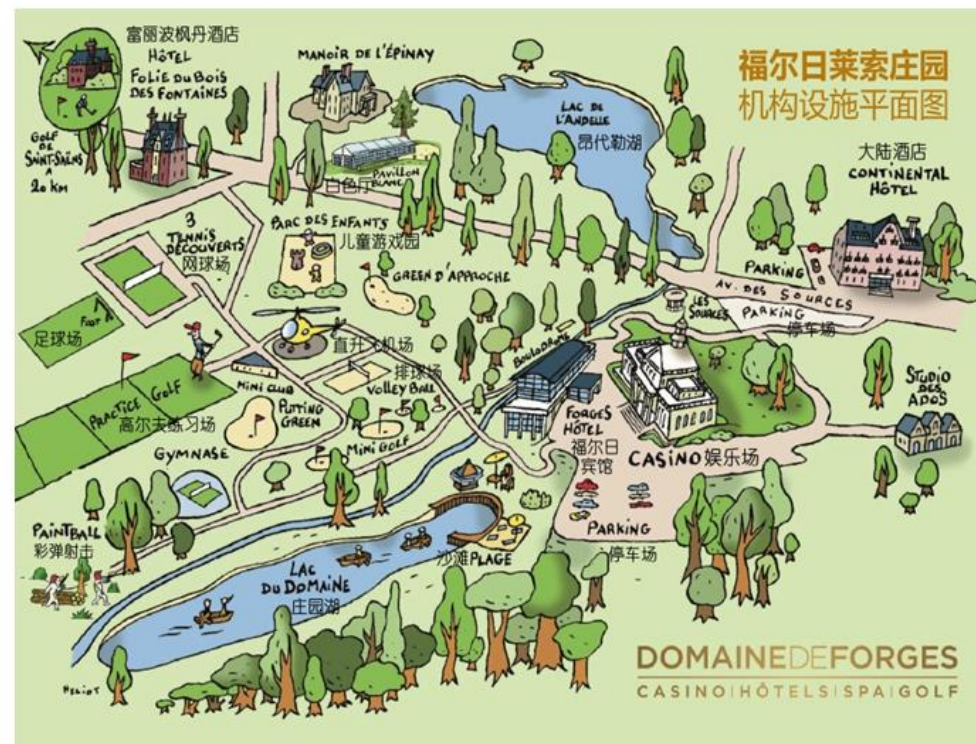 富丽波枫丹酒店
HÔTEL
FOLIE DU BOIS
DES FONTAINES
GOLF
DE
SAINT-SAËNS
A
20 KM
MANOIR DE L'ÉPINAY
PAVILLON
BLANC
白色厅
LAC DE
L'ANDELLE
昂代勒湖
福尔日莱索庄园
机构设施平面图
大陆酒店
CONTINENTAL
HÔTEL
PARKING
AV. DES SOURCES
PARKING
停车场
LES
SOURCES
3
TENNIS
DÉCOUVERTS
网球场
PARC DES ENFANTS
儿童游戏园
GREEN D'APPROCHE
FOOT
足球场
直升飞机场
排球场
VOLLEY BALL
MINI CLUB
PRACTICE GOLF
高尔夫练习场
PUTTING
GREEN
MINI GOLF
GYMNASE
BOULODROME
FORGES
HÔTEL
福尔日
宾馆
CASINO 娱乐场
STUDIO
DES
ADOS
PARKING
停车场
PAINTBALL
彩弹射击
沙滩 PLAGE
LAC
DU DOMAINE
庄园湖
HELIOT
DOMAINEDEFORGES
CASINO|HÔTELS|SPA|GOLF